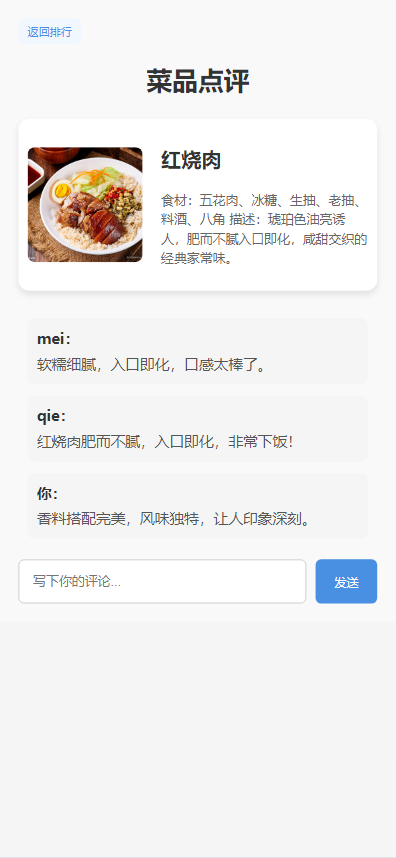 返回排行
菜品点评
红烧肉
食材：五花肉、冰糖、生抽、老抽、
料酒、八角 描述：琥珀色油亮诱
人，肥而不腻入口即化，咸甜交织的
经典家常味。
mei：
软糯细腻，入口即化，口感太棒了。
qie：
红烧肉肥而不腻，入口即化，非常下饭！
你：
香料搭配完美，风味独特，让人印象深刻。
写下你的评论...
发送